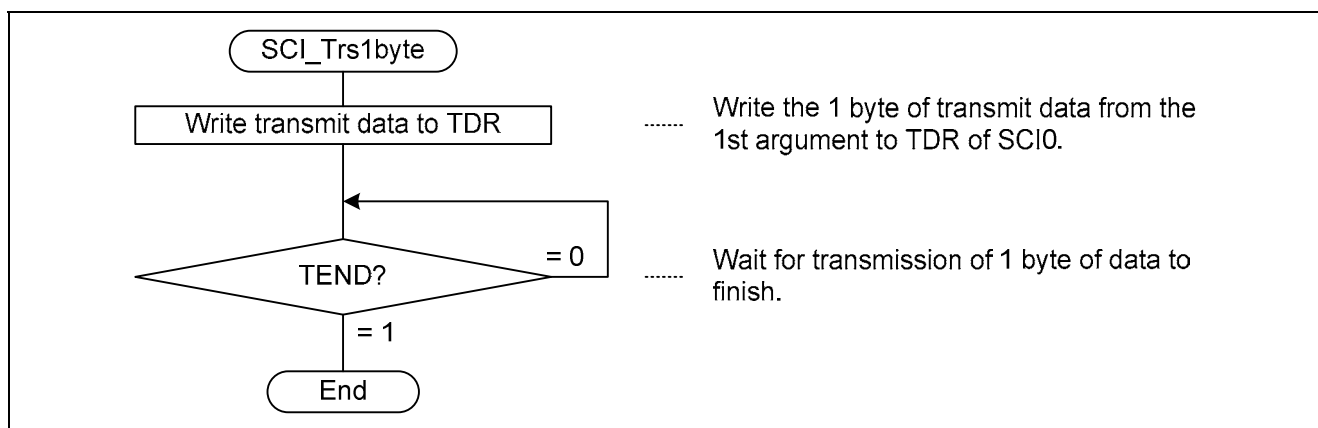 SCI_Trs1byte
Write transmit data to TDR
Write the 1 byte of transmit data from the
1st argument to TDR of SCI0.
= 0
TEND?
Wait for transmission of 1 byte of data to
finish.
= 1
End